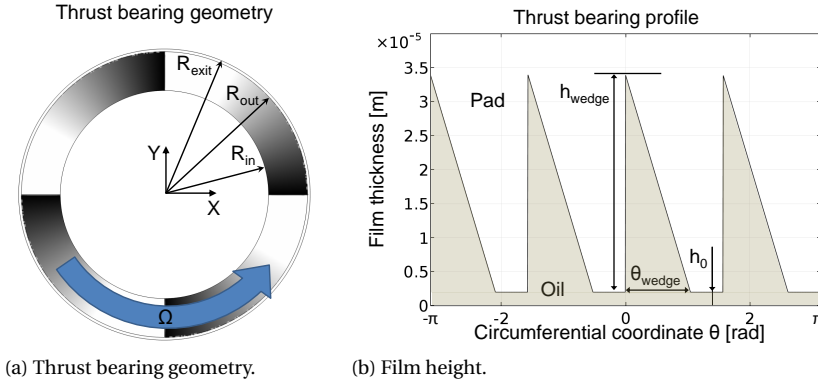 Thrust bearing geometry
R_exit
R_out
R_in
Y
X
Ω
(a) Thrust bearing geometry.
Thrust bearing profile
×10⁻⁵
Film thickness [m]
3.5
3
2.5
2
1.5
1
0.5
0
Pad
h_wedge
h_0
θ_wedge
Oil
-π -2 0 2 π
Circumferential coordinate θ [rad]
(b) Film height.